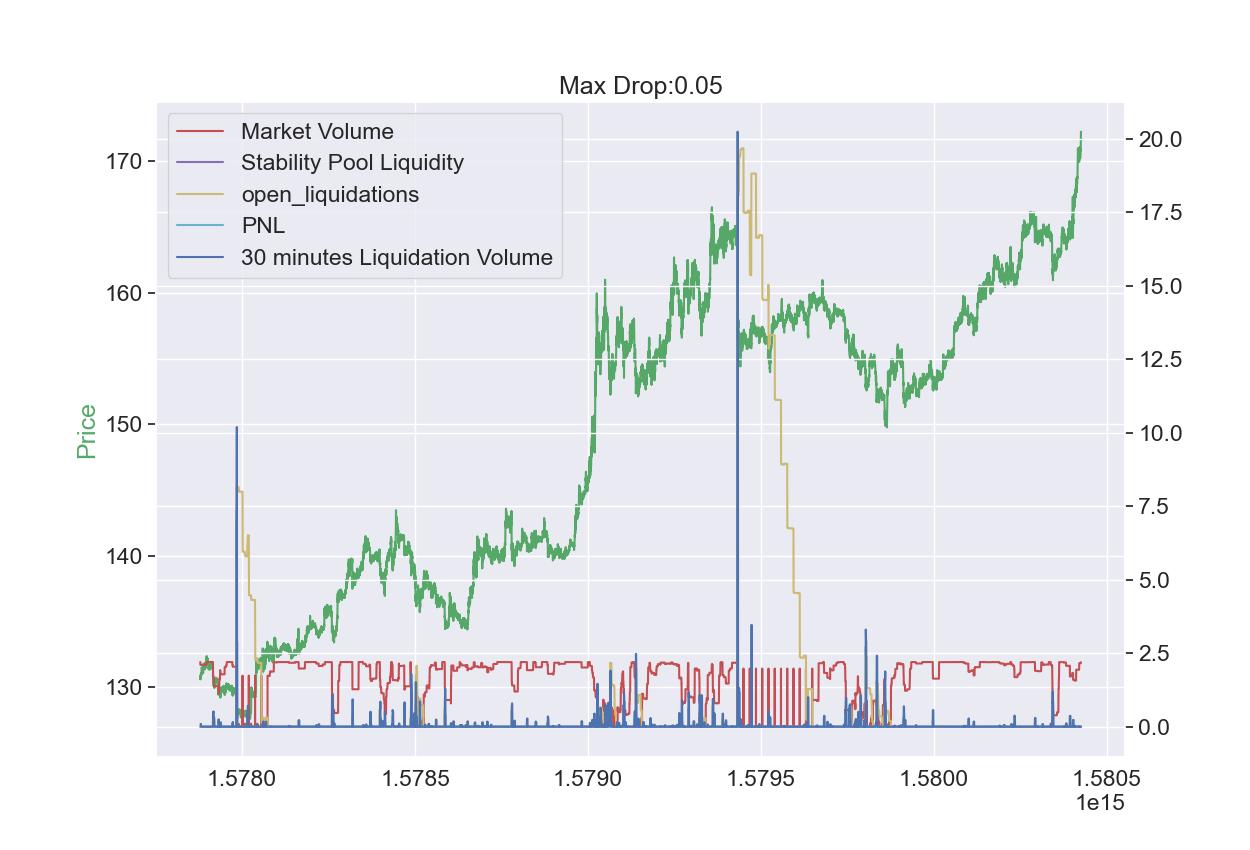 Max Drop:0.05
Market Volume
Stability Pool Liquidity
open_liquidations
PNL
30 minutes Liquidation Volume
Price
170
160
150
140
130
20.0
17.5
15.0
12.5
10.0
7.5
5.0
2.5
0.0
1.5780 1.5785 1.5790 1.5795 1.5800 1.5805
1e15